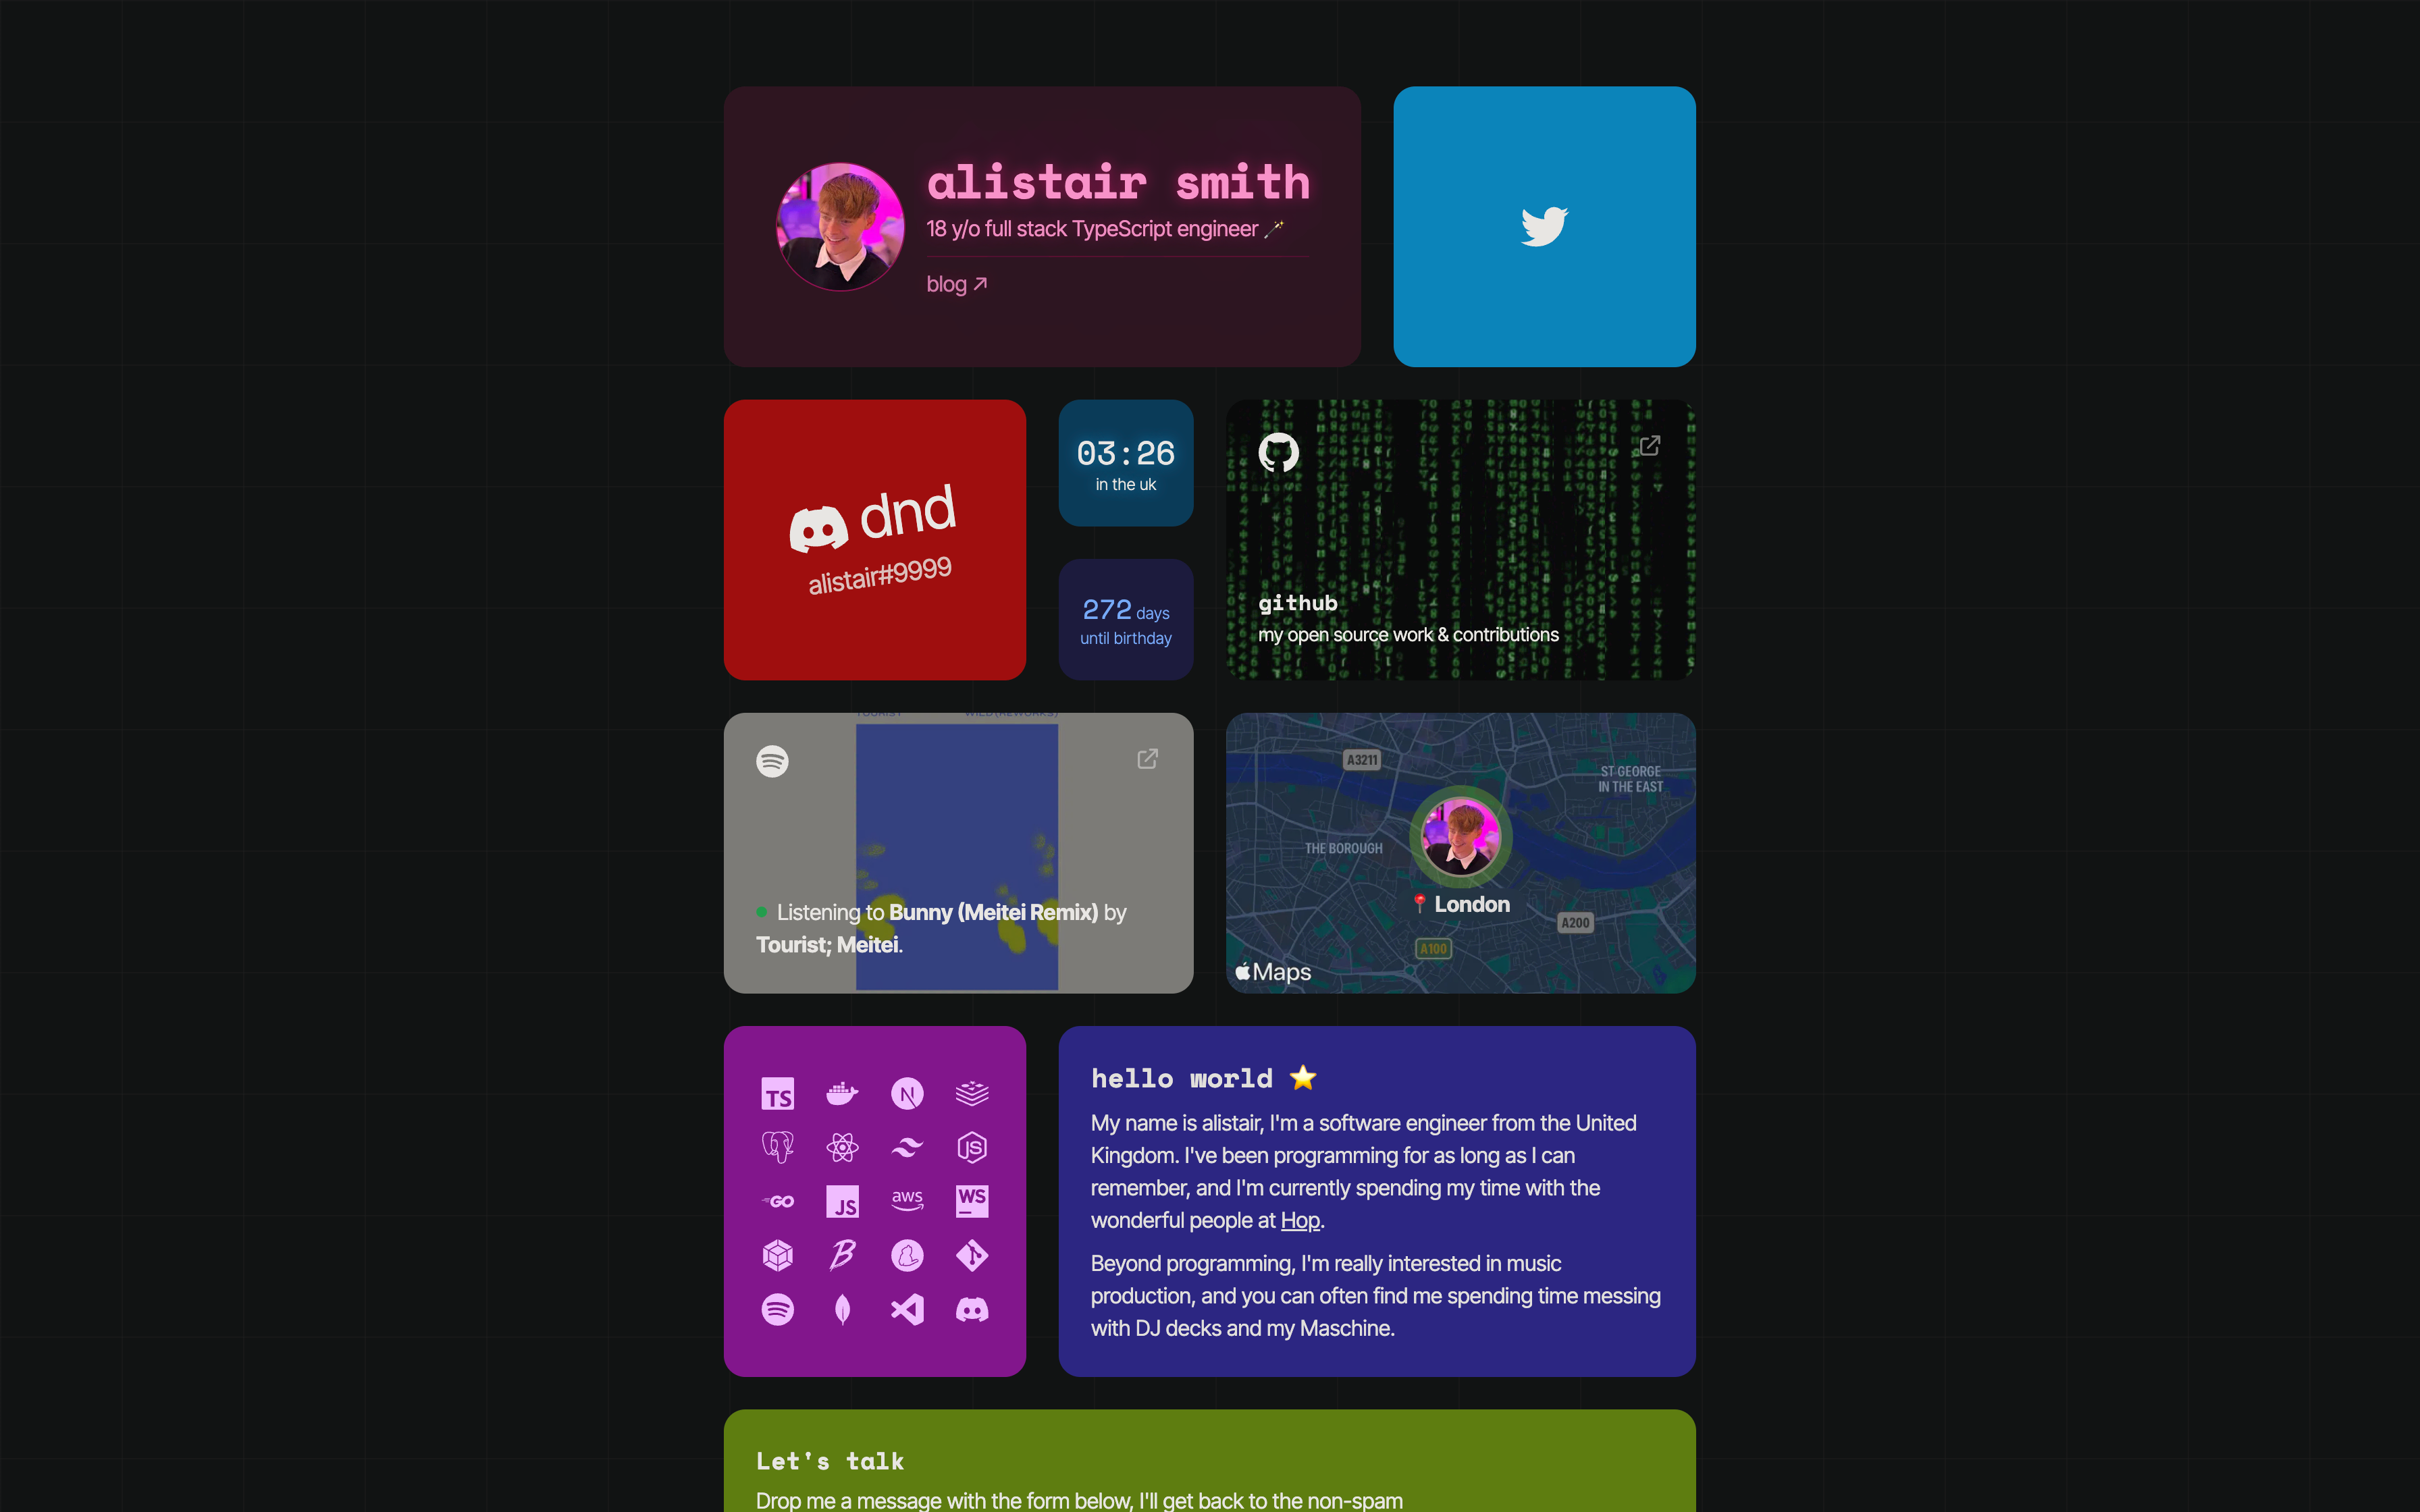 alistair smith
18 y/o full stack TypeScript engineer
blog
dnd
alistair#9999
03:26
in the uk
272 days
until birthday
github
my open source work & contributions
TOURIST WILD (REWORKS)
Listening to Bunny (Meitei Remix) by
Tourist; Meitei.
A3211
ST GEORGE
IN THE EAST
THE BOROUGH
London
A200
A100
Maps
TS
N
JS
GO
JS
aws
WS
hello world
My name is alistair, I'm a software engineer from the United
Kingdom. I've been programming for as long as I can
remember, and I'm currently spending my time with the
wonderful people at Hop.
Beyond programming, I'm really interested in music
production, and you can often find me spending time messing
with DJ decks and my Maschine.
Let's talk
Drop me a message with the form below, I'll get back to the non-spam